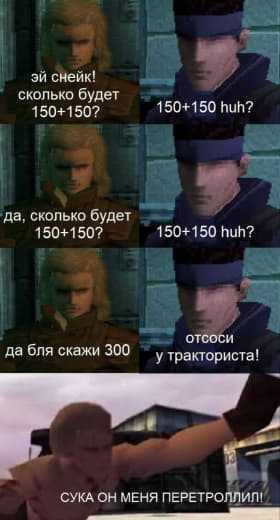 эй снейк!
сколько будет
150+150?
150+150 huh?
да, сколько будет
150+150?
150+150 huh?
да бля скажи 300
отсоси
у тракториста!
СУКА ОН МЕНЯ ПЕРЕТРОЛЛИЛ!